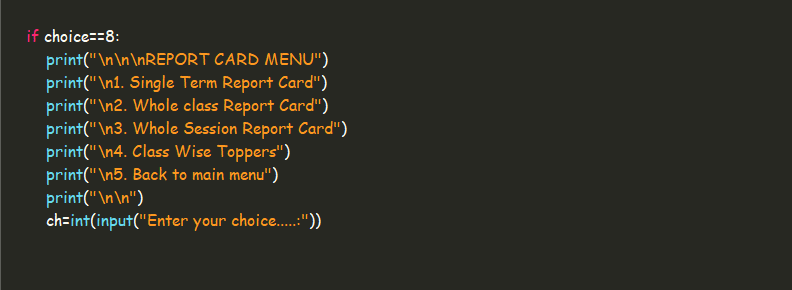 if choice==8:
print("\n\n\nREPORT CARD MENU")
print("\n1. Single Term Report Card")
print("\n2. Whole class Report Card")
print("\n3. Whole Session Report Card")
print("\n4. Class Wise Toppers")
print("\n5. Back to main menu")
print("\n\n")
ch=int(input("Enter your choice.....:"))